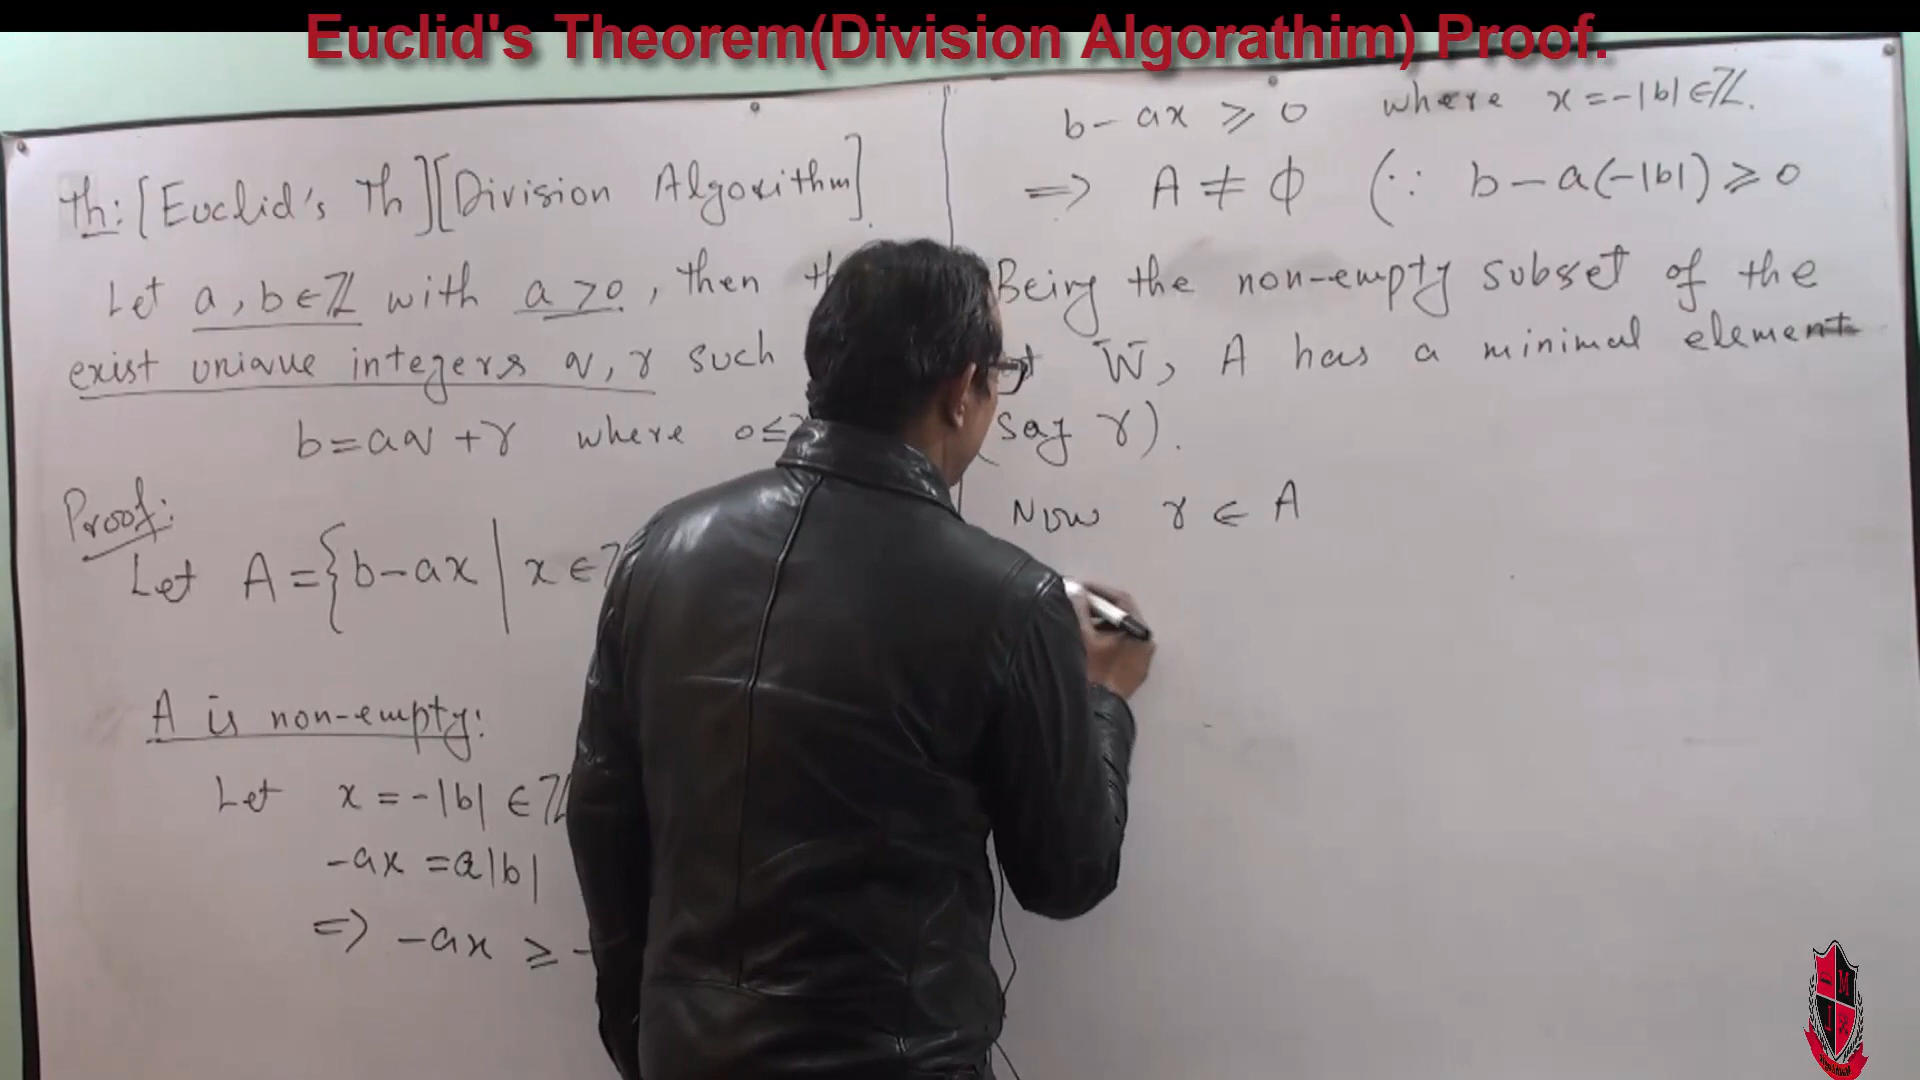 Euclid's Theorem(Division Algorathim) Proof.
Th: [Euclid's Th][Division Algorithm].
Let a, b ∈ ℤ with a > 0, then
exist unique integers q, r such
b = aq + r where 0 ≤
Proof:
Let A = { b - ax | x ∈ ℤ
A is non-empty:
Let x = -|b| ∈ ℤ
-ax = a|b|
⇒ -ax ≥ -
b - ax ≥ 0 where x = -|b| ∈ ℤ.
⇒ A ≠ ϕ (∵ b - a(-|b|) ≥ 0
Being the non-empty subset of the
W, A has a minimal element
(say r).
Now r ∈ A